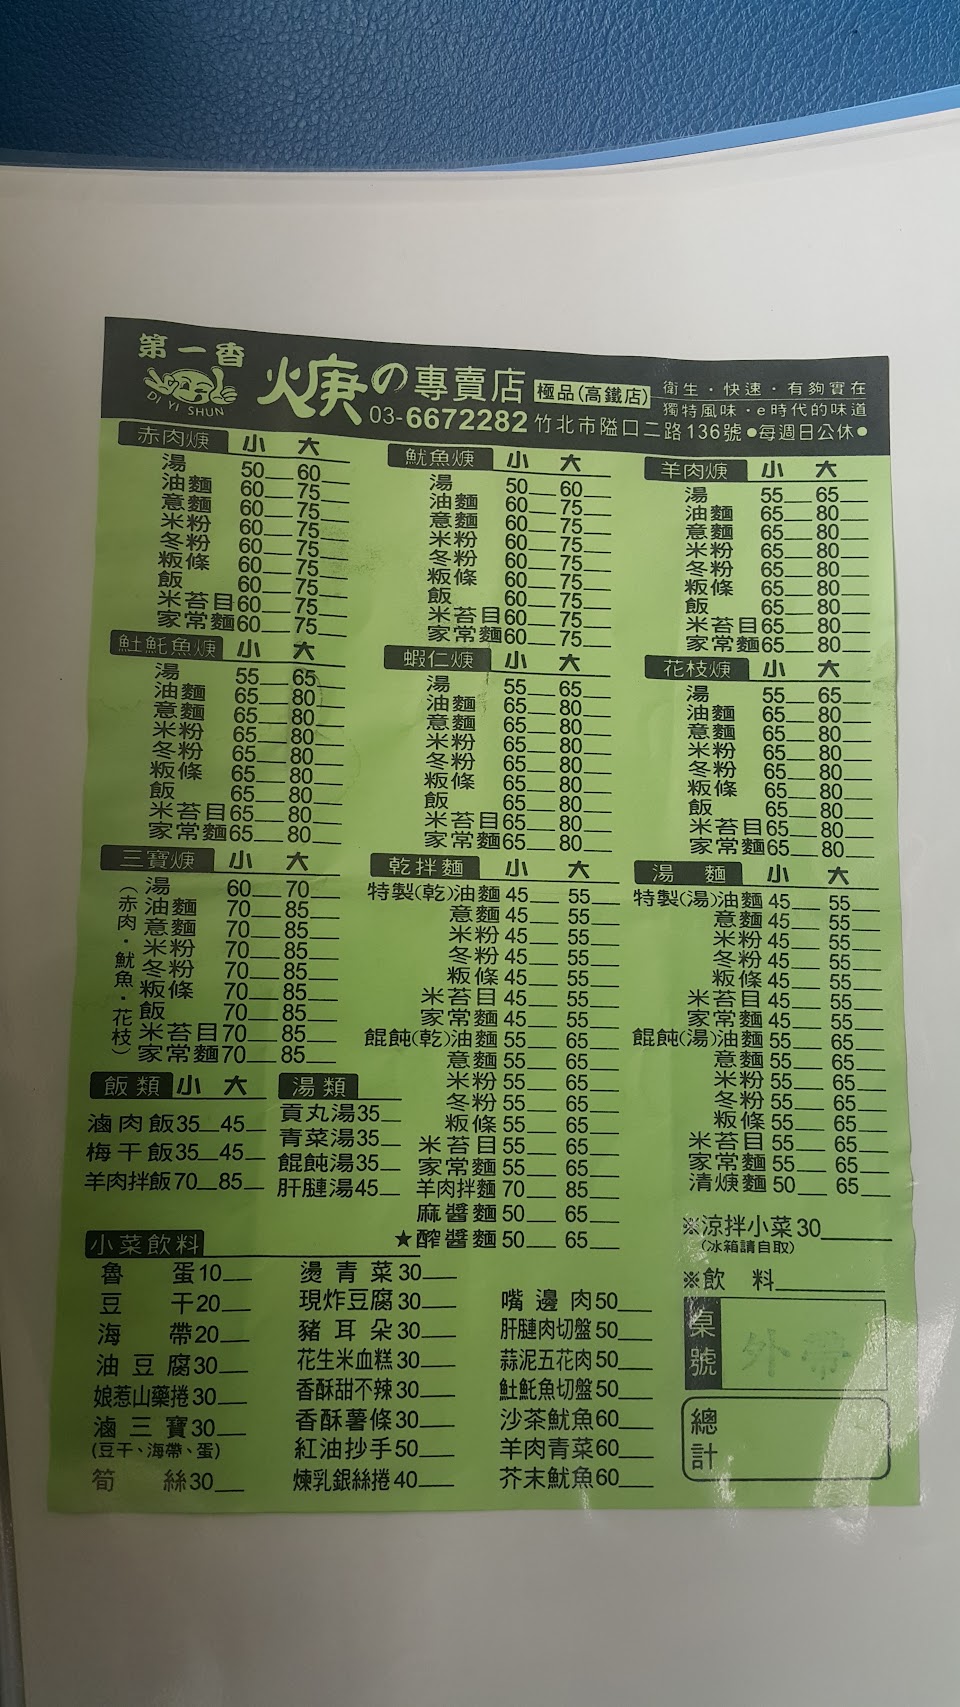 第一香
DI YI SHUN
焿の專賣店
極品(高鐵店)
衛生・快速・有夠實在
獨特風味・e時代的味道
03-6672282 竹北市隘口二路136號●每週日公休●
赤肉焿 小 大
湯 50 60
油麵 60 75
意麵 60 75
米粉 60 75
冬粉 60 75
粄條 60 75
飯 60 75
米苔目 60 75
家常麵 60 75
魷魚焿 小 大
湯 50 60
油麵 60 75
意麵 60 75
米粉 60 75
冬粉 60 75
粄條 60 75
飯 60 75
米苔目 60 75
家常麵 60 75
羊肉焿 小 大
湯 55 65
油麵 65 80
意麵 65 80
米粉 65 80
冬粉 65 80
粄條 65 80
飯 65 80
米苔目 65 80
家常麵 65 80
𩵚魠魚焿 小 大
湯 55 65
油麵 65 80
意麵 65 80
米粉 65 80
冬粉 65 80
粄條 65 80
飯 65 80
米苔目 65 80
家常麵 65 80
蝦仁焿 小 大
湯 55 65
油麵 65 80
意麵 65 80
米粉 65 80
冬粉 65 80
粄條 65 80
飯 65 80
米苔目 65 80
家常麵 65 80
花枝焿 小 大
湯 55 65
油麵 65 80
意麵 65 80
米粉 65 80
冬粉 65 80
粄條 65 80
飯 65 80
米苔目 65 80
家常麵 65 80
三寶焿 小 大
(赤肉・魷魚・花枝)
湯 60 70
油麵 70 85
意麵 70 85
米粉 70 85
冬粉 70 85
粄條 70 85
飯 70 85
米苔目 70 85
家常麵 70 85
乾拌麵 小 大
特製(乾)油麵 45 55
意麵 45 55
米粉 45 55
冬粉 45 55
粄條 45 55
米苔目 45 55
家常麵 45 55
餛飩(乾)油麵 55 65
意麵 55 65
米粉 55 65
冬粉 55 65
粄條 55 65
米苔目 55 65
家常麵 55 65
羊肉拌麵 70 85
麻醬麵 50 65
★醡醬麵 50 65
湯麵 小 大
特製(湯)油麵 45 55
意麵 45 55
米粉 45 55
冬粉 45 55
粄條 45 55
米苔目 45 55
家常麵 45 55
餛飩(湯)油麵 55 65
意麵 55 65
米粉 55 65
冬粉 55 65
粄條 55 65
米苔目 55 65
家常麵 55 65
清焿麵 50 65
飯類 小 大
滷肉飯 35 45
梅干飯 35 45
羊肉拌飯 70 85
湯類
貢丸湯 35
青菜湯 35
餛飩湯 35
肝膤湯 45
小菜飲料
魯蛋 10
豆干 20
海帶 20
油豆腐 30
娘惹山藥捲 30
滷三寶 30
(豆干、海帶、蛋)
筍絲 30
燙青菜 30
現炸豆腐 30
豬耳朵 30
花生米血糕 30
香酥甜不辣 30
香酥薯條 30
紅油抄手 50
煉乳銀絲捲 40
嘴邊肉 50
肝膤肉切盤 50
蒜泥五花肉 50
𩵚魠魚切盤 50
沙茶魷魚 60
羊肉青菜 60
芥末魷魚 60
※涼拌小菜 30
(冰箱請自取)
※飲料
桌號
外帶
總計